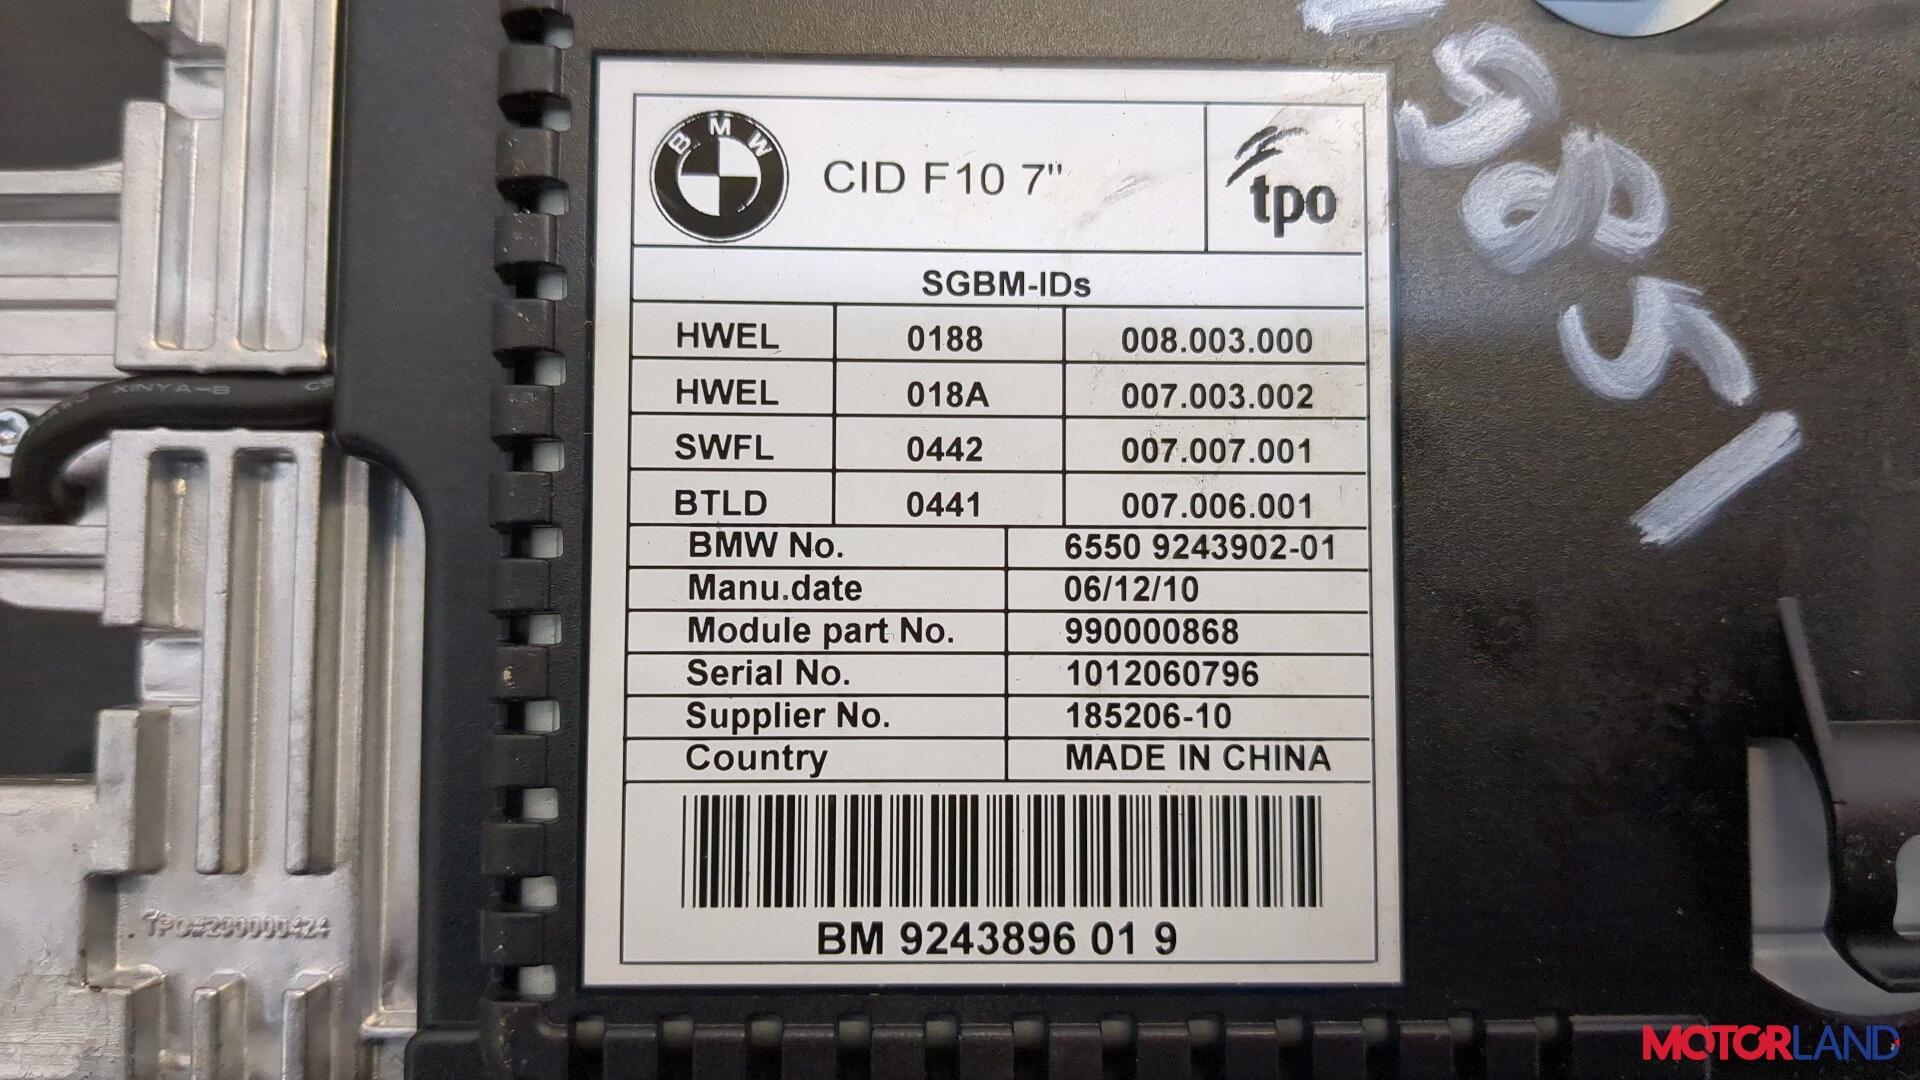 BMW
CID F10 7"
tpo
SGBM-IDs
HWEL 0188 008.003.000
HWEL 018A 007.003.002
SWFL 0442 007.007.001
BTLD 0441 007.006.001
BMW No. 6550 9243902-01
Manu.date 06/12/10
Module part No. 990000868
Serial No. 1012060796
Supplier No. 185206-10
Country MADE IN CHINA
BM 9243896 01 9
XINYA-B
TPO#230000424
MOTORLAND